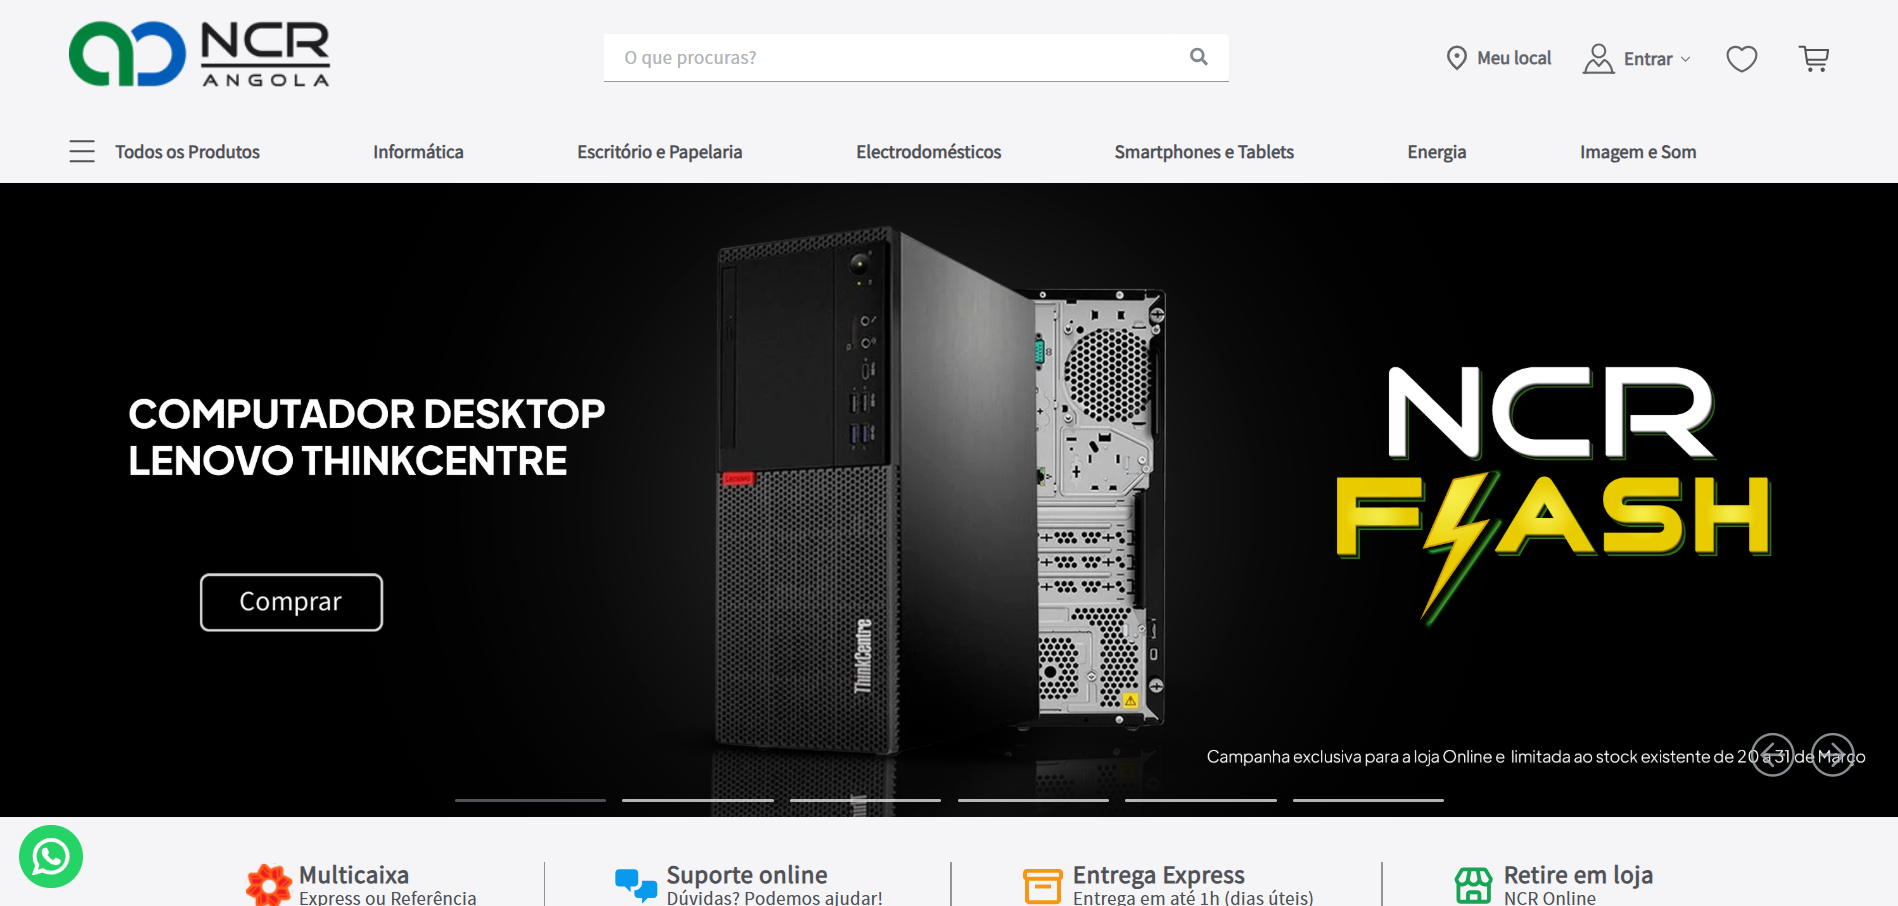 NCR
ANGOLA
O que procuras?
Meu local
Entrar
Todos os Produtos
Informática
Escritório e Papelaria
Electrodomésticos
Smartphones e Tablets
Energia
Imagem e Som
COMPUTADOR DESKTOP
LENOVO THINKCENTRE
Comprar
Lenovo
ThinkCentre
NCR
FLASH
Campanha exclusiva para a loja Online e limitada ao stock existente de 20 a 31 de Março
Multicaixa
Express ou Referência
Suporte online
Dúvidas? Podemos ajudar!
Entrega Express
Entrega em até 1h (dias úteis)
Retire em loja
NCR Online